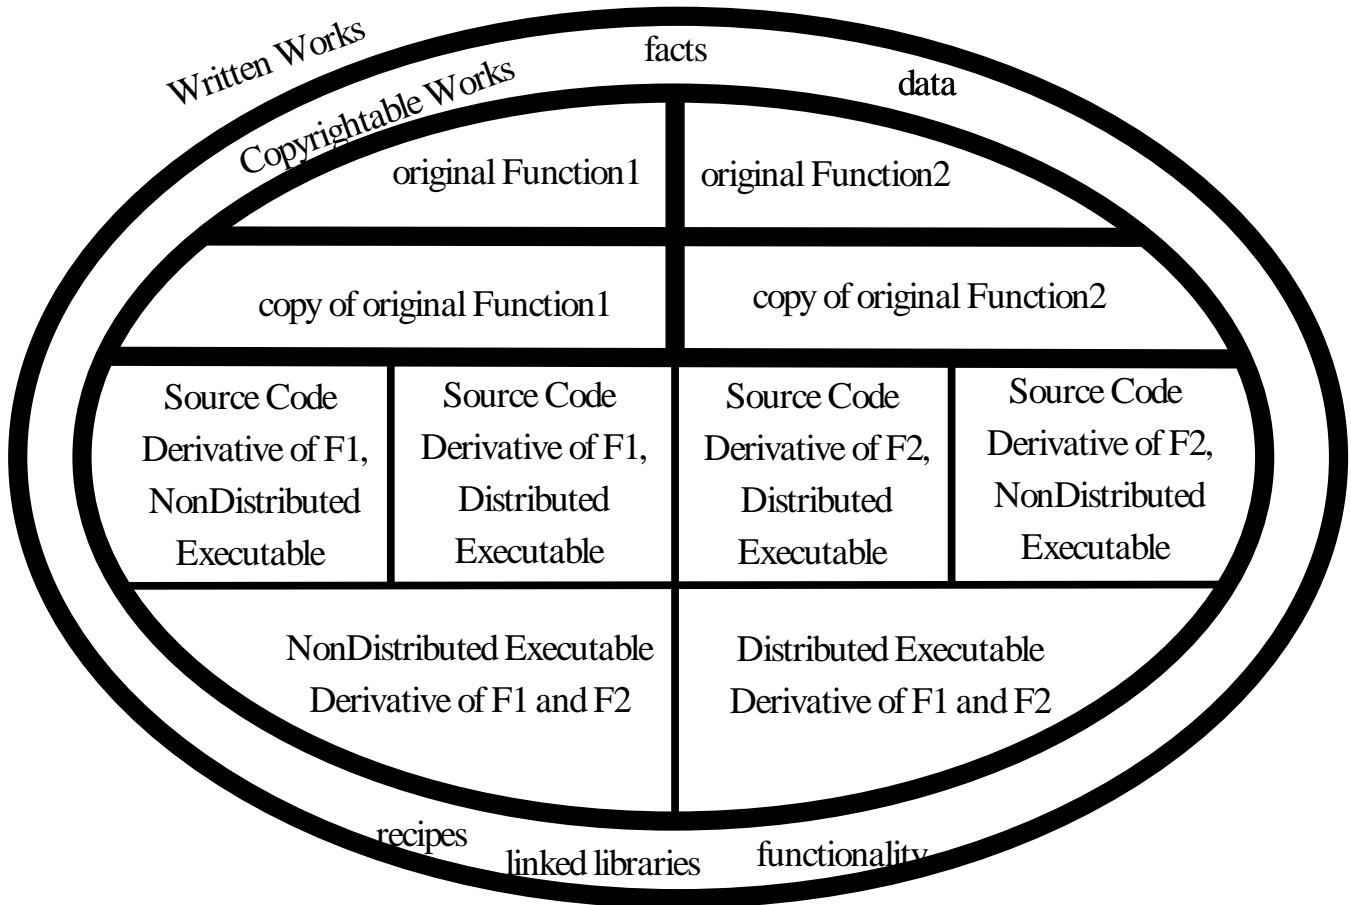 Written Works
facts
data
Copyrightable Works
original Function1
original Function2
copy of original Function1
copy of original Function2
Source Code
Derivative of F1,
NonDistributed
Executable
Source Code
Derivative of F1,
Distributed
Executable
Source Code
Derivative of F2,
Distributed
Executable
Source Code
Derivative of F2,
NonDistributed
Executable
NonDistributed Executable
Derivative of F1 and F2
Distributed Executable
Derivative of F1 and F2
recipes
linked libraries
functionality